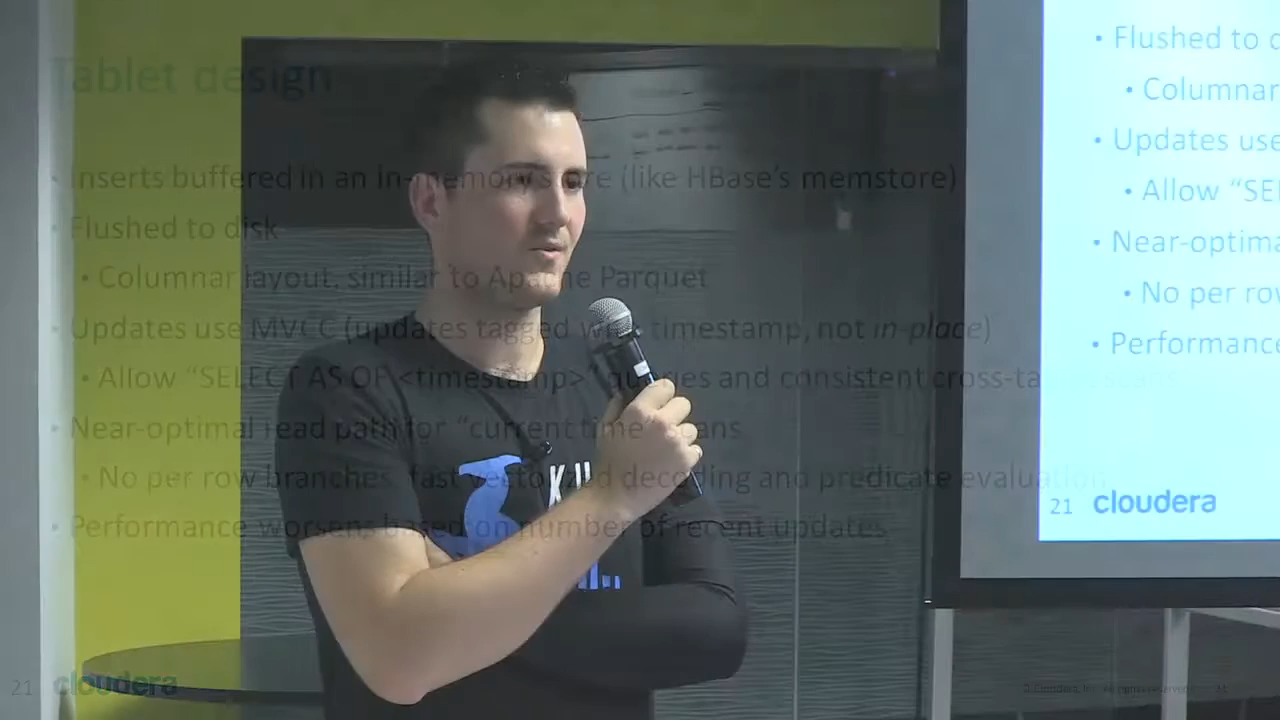 Tablet design
• Inserts buffered in an in-memory store (like HBase’s memstore)
• Flushed to disk
• Columnar layout, similar to Apache Parquet
• Updates use MVCC (updates tagged with timestamp, not in-place)
• Allow “SELECT AS OF <timestamp>” queries and consistent cross-tablet scans
• Near-optimal read path for “current time” scans
• No per row branches, fast vectorized decoding and predicate evaluation
• Performance worsens based on number of recent updates
21 cloudera
• Flushed to
• Columnar
• Updates use
• Allow “SE
• Near-optima
• No per row
• Performance
21 cloudera
KU